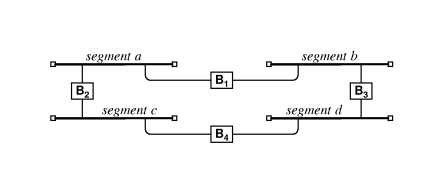 segment a
segment b
B1
B2
B3
segment c
segment d
B4